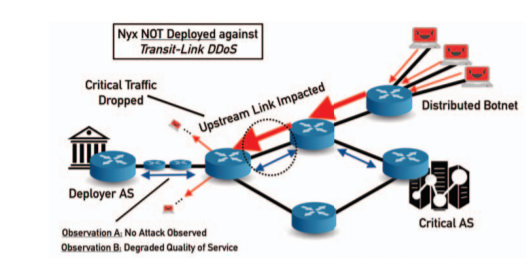 Nyx NOT Deployed against
Transit-Link DDoS
Critical Traffic
Dropped
Upstream Link Impacted
Distributed Botnet
Deployer AS
Critical AS
Observation A: No Attack Observed
Observation B: Degraded Quality of Service